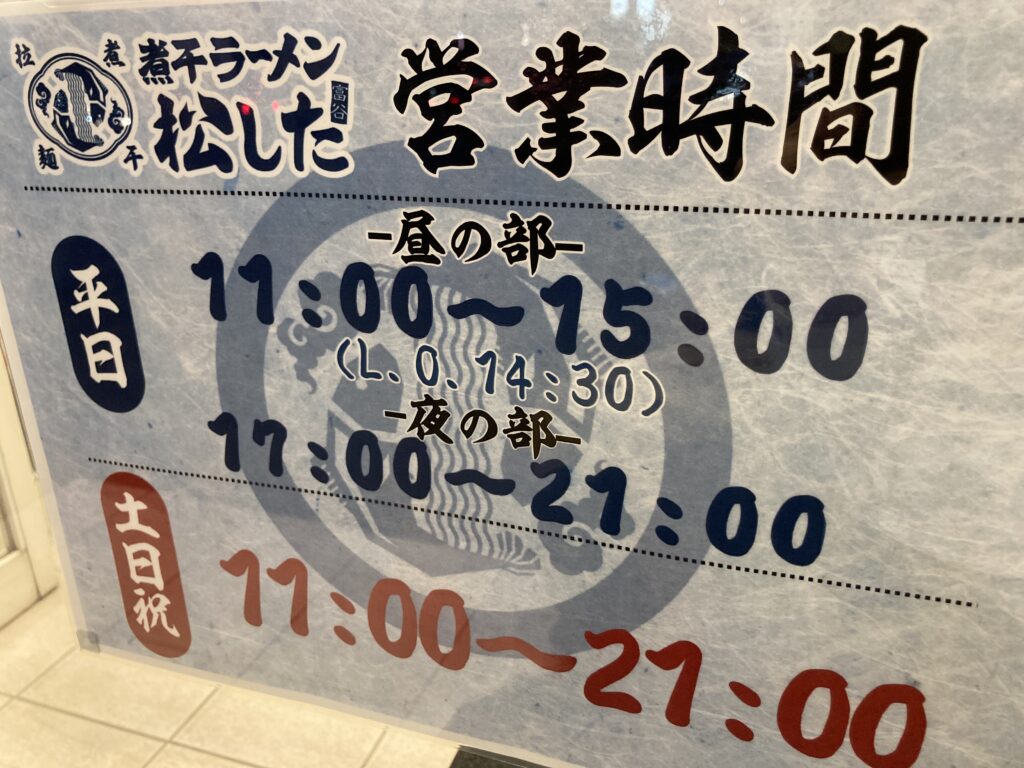 拉 煮
麺 干
煮干ラーメン
松した
富谷
営業時間
平日
-昼の部-
11:00~15:00
(L.O.14:30)
-夜の部-
17:00~21:00
土日祝
11:00~21:00